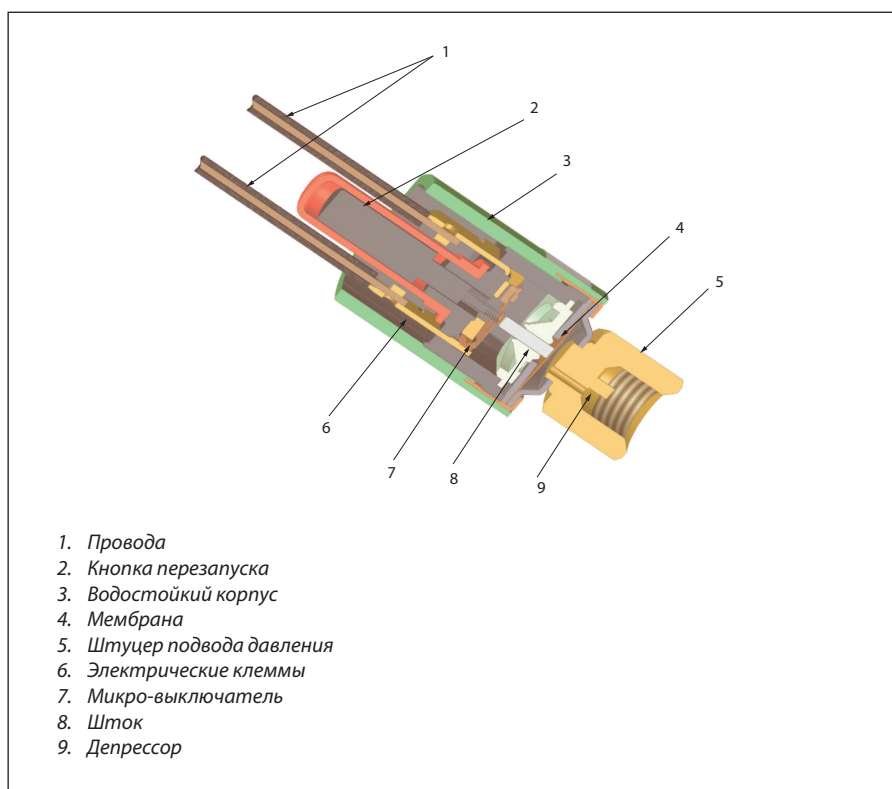 1
2
3
4
5
6
7
8
9
1. Провода
2. Кнопка перезапуска
3. Водостойкий корпус
4. Мембрана
5. Штуцер подвода давления
6. Электрические клеммы
7. Микро-выключатель
8. Шток
9. Депрессор